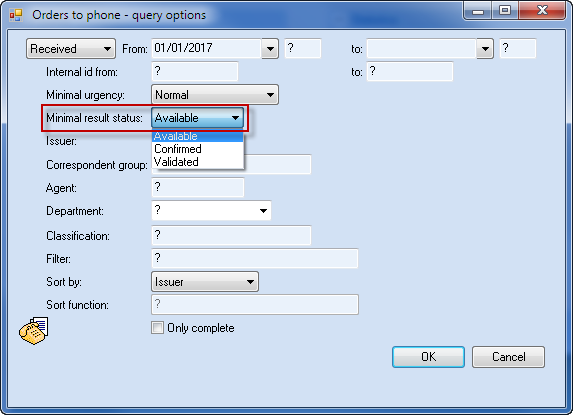 Orders to phone - query options
Received From: 01/01/2017 ? to: ?
Internal id from: ? to: ?
Minimal urgency: Normal
Minimal result status: Available
Available
Issuer:
Confirmed
Validated
Correspondent group:
Agent: ?
Department: ?
Classification: ?
Filter: ?
Sort by: Issuer
Sort function: ?
Only complete
OK Cancel